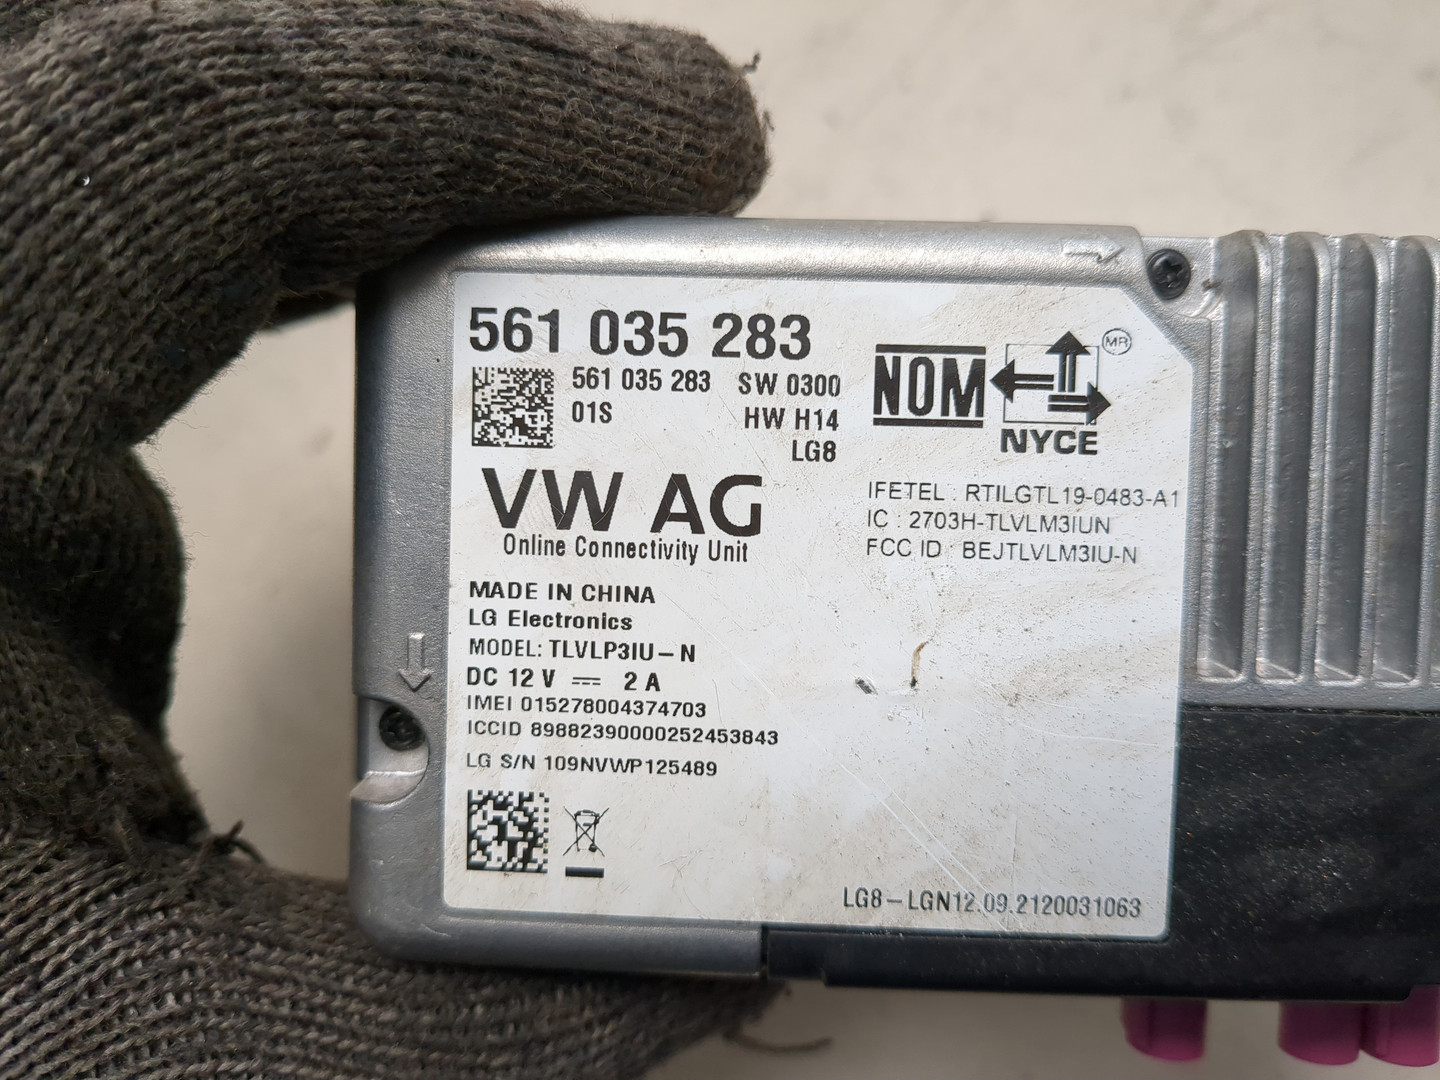 561 035 283
561 035 283 SW 0300
01S HW H14
LG8
NOM
MR
NYCE
VW AG
Online Connectivity Unit
IFETEL : RTILGTL19-0483-A1
IC : 2703H-TLVLM3IUN
FCC ID : BEJTLVLM3IU-N
MADE IN CHINA
LG Electronics
MODEL: TLVLP3IU-N
DC 12 V ⎓ 2 A
IMEI 015278004374703
ICCID 89882390000252453843
LG S/N 109NVWP125489
LG8-LGN12.09.2120031063